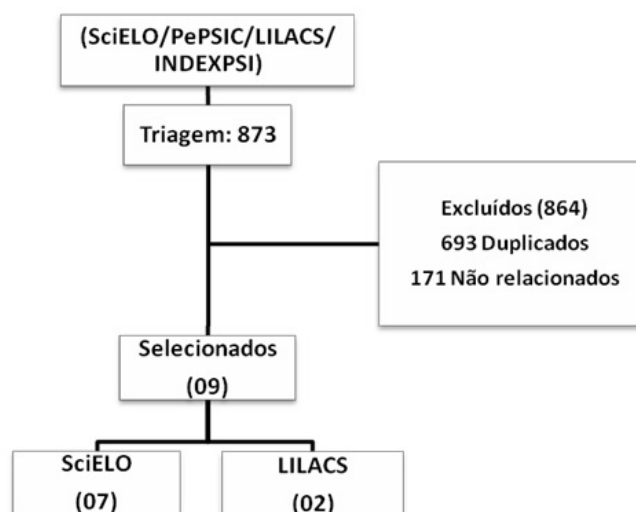 (SciELO/PePSIC/LILACS/
INDEXPSI)
Triagem: 873
Excluídos (864)
693 Duplicados
171 Não relacionados
Selecionados
(09)
SciELO
(07)
LILACS
(02)